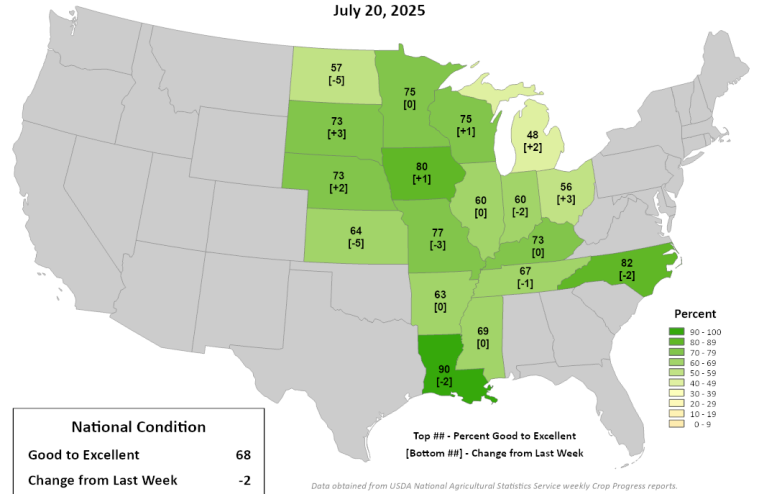 July 20, 2025
57
[-5]
75
[0]
75
[+1]
73
[+3]
48
[+2]
80
[+1]
73
[+2]
60
[0]
60
[-2]
56
[+3]
64
[-5]
77
[-3]
73
[0]
67
[-1]
82
[-2]
63
[0]
69
[0]
90
[-2]
Percent
90 - 100
80 - 89
70 - 79
60 - 69
50 - 59
40 - 49
30 - 39
20 - 29
10 - 19
0 - 9
National Condition
Good to Excellent 68
Change from Last Week -2
Top ## - Percent Good to Excellent
[Bottom ##] - Change from Last Week
Data obtained from USDA National Agricultural Statistics Service weekly Crop Progress reports.